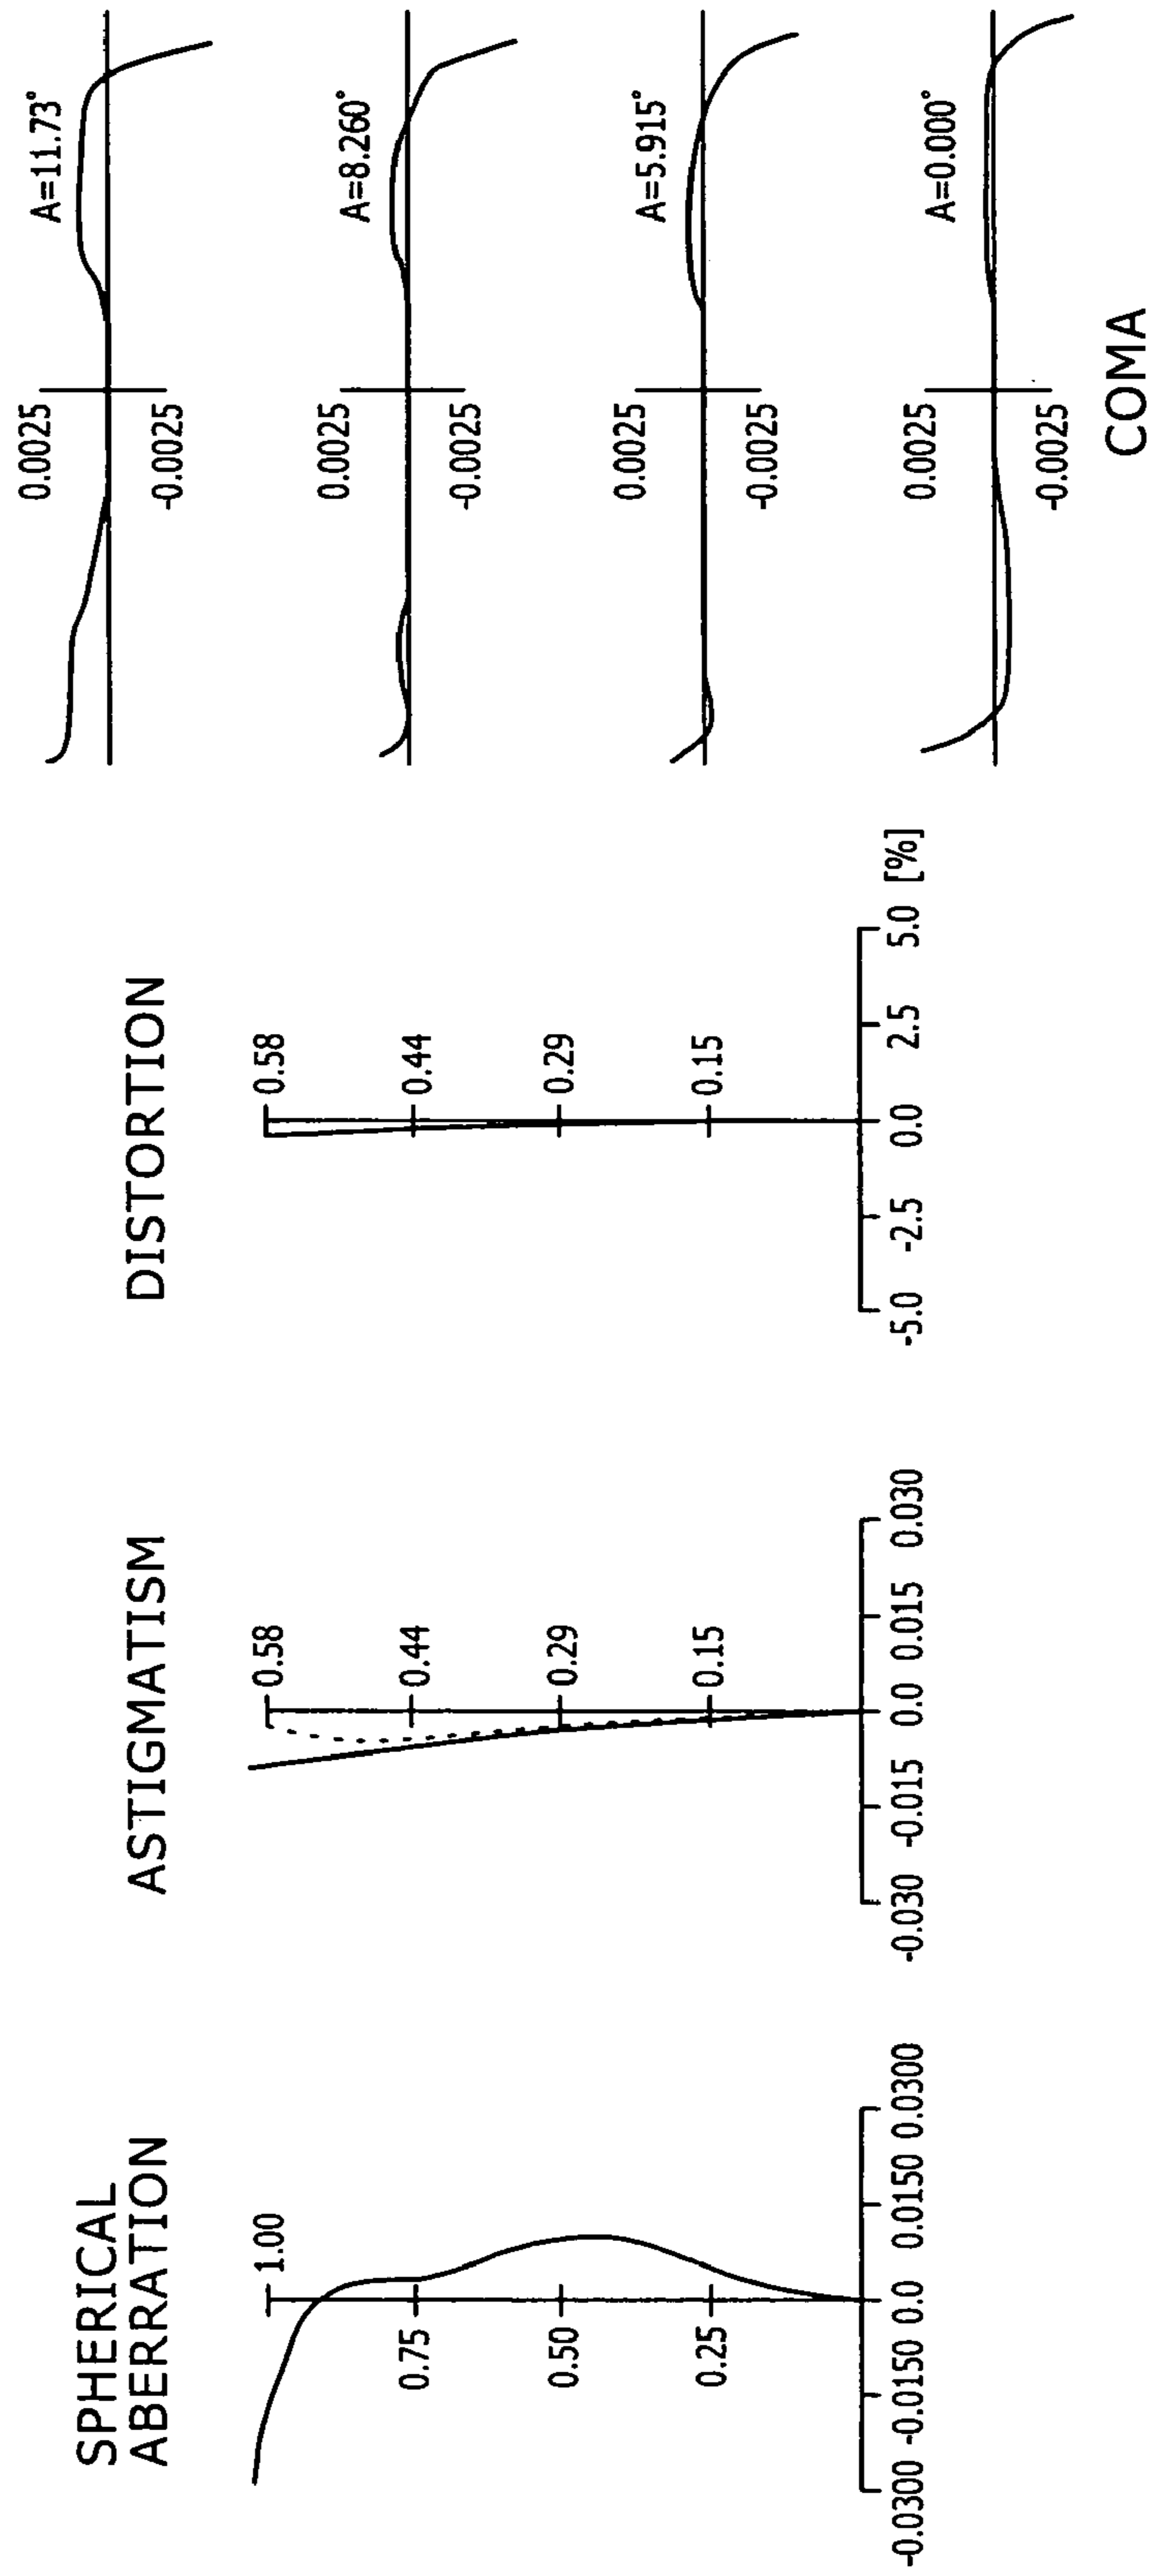 SPHERICAL
ABERRATION
1.00
0.75
0.50
0.25
-0.0300 -0.0150 0.0 0.0150 0.0300
ASTIGMATISM
0.58
0.44
0.29
0.15
-0.030 -0.015 0.0 0.015 0.030
DISTORTION
0.58
0.44
0.29
0.15
-5.0 -2.5 0.0 2.5 5.0 [%]
0.0025
A=11.73°
-0.0025
0.0025
A=8.260°
-0.0025
0.0025
A=5.915°
-0.0025
0.0025
A=0.000°
-0.0025
COMA